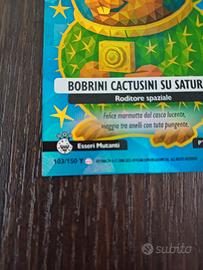 BOBRINI CACTUSINI SU SATUR
Roditore spaziale
Felice marmotta dal casco lucente,
viaggia tra anelli con tuta pungente.
Esseri Mutanti
103/150 Y
subito